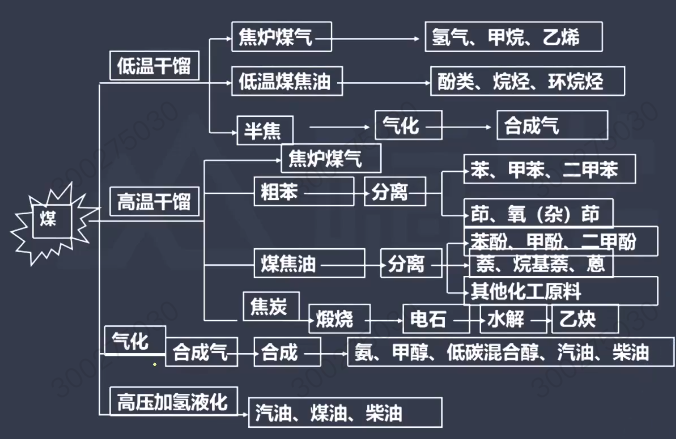 焦炉煤气 氢气、甲烷、乙烯
低温干馏
低温煤焦油 酚类、烷烃、环烷烃
半焦 气化 合成气
焦炉煤气
苯、甲苯、二甲苯
高温干馏 粗苯 分离
茚、氧（杂）茚
煤
苯酚、甲酚、二甲酚
煤焦油 分离 萘、烷基萘、蒽
其他化工原料
焦炭 煅烧 电石 水解 乙炔
气化
合成气 合成 氨、甲醇、低碳混合醇、汽油、柴油
高压加氢液化 汽油、煤油、柴油